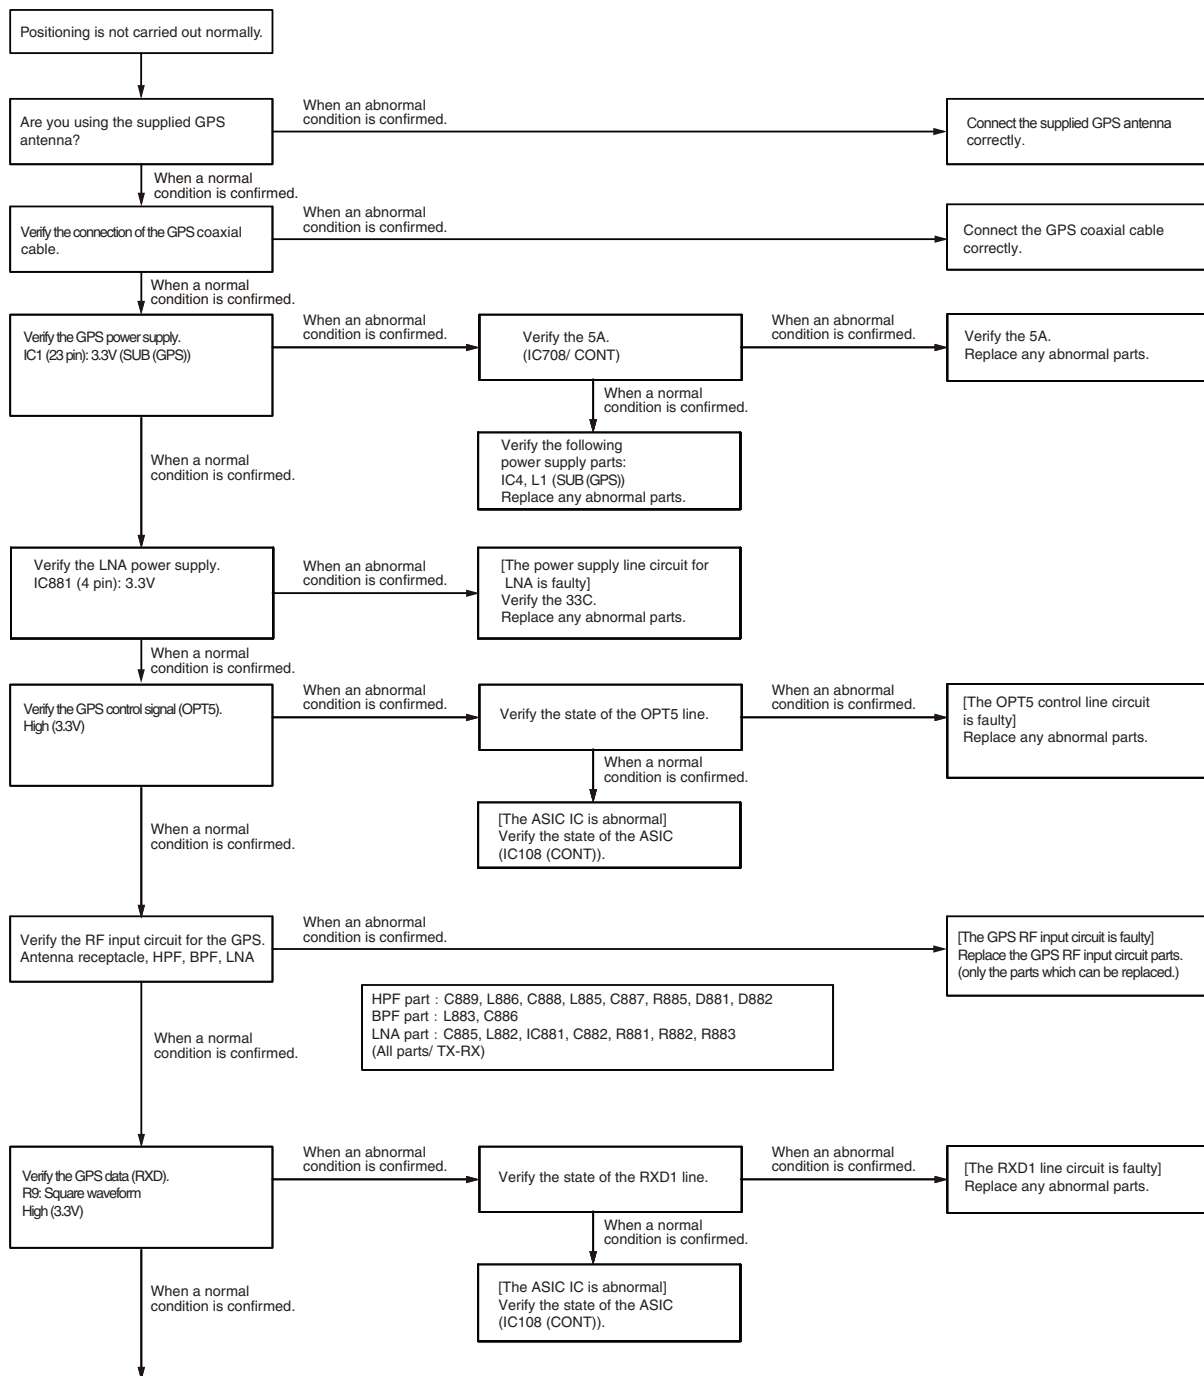 Positioning is not carried out normally.
Are you using the supplied GPS
antenna?
When an abnormal
condition is confirmed.
Connect the supplied GPS antenna
correctly.
When a normal
condition is confirmed.
Verify the connection of the GPS coaxial
cable.
When an abnormal
condition is confirmed.
Connect the GPS coaxial cable
correctly.
When a normal
condition is confirmed.
Verify the GPS power supply.
IC1 (23 pin): 3.3V (SUB (GPS))
When an abnormal
condition is confirmed.
Verify the 5A.
(IC708/ CONT)
When an abnormal
condition is confirmed.
Verify the 5A.
Replace any abnormal parts.
When a normal
condition is confirmed.
Verify the following
power supply parts:
IC4, L1 (SUB (GPS))
Replace any abnormal parts.
When a normal
condition is confirmed.
Verify the LNA power supply.
IC881 (4 pin): 3.3V
When an abnormal
condition is confirmed.
[The power supply line circuit for
LNA is faulty]
Verify the 33C.
Replace any abnormal parts.
When a normal
condition is confirmed.
Verify the GPS control signal (OPT5).
High (3.3V)
When an abnormal
condition is confirmed.
Verify the state of the OPT5 line.
When an abnormal
condition is confirmed.
[The OPT5 control line circuit
is faulty]
Replace any abnormal parts.
When a normal
condition is confirmed.
[The ASIC IC is abnormal]
Verify the state of the ASIC
(IC108 (CONT)).
When a normal
condition is confirmed.
Verify the RF input circuit for the GPS.
Antenna receptacle, HPF, BPF, LNA
When an abnormal
condition is confirmed.
[The GPS RF input circuit is faulty]
Replace the GPS RF input circuit parts.
(only the parts which can be replaced.)
HPF part : C889, L886, C888, L885, C887, R885, D881, D882
BPF part : L883, C886
LNA part : C885, L882, IC881, C882, R881, R882, R883
(All parts/ TX-RX)
When a normal
condition is confirmed.
Verify the GPS data (RXD).
R9: Square waveform
High (3.3V)
When an abnormal
condition is confirmed.
Verify the state of the RXD1 line.
When an abnormal
condition is confirmed.
[The RXD1 line circuit is faulty]
Replace any abnormal parts.
When a normal
condition is confirmed.
[The ASIC IC is abnormal]
Verify the state of the ASIC
(IC108 (CONT)).
When a normal
condition is confirmed.